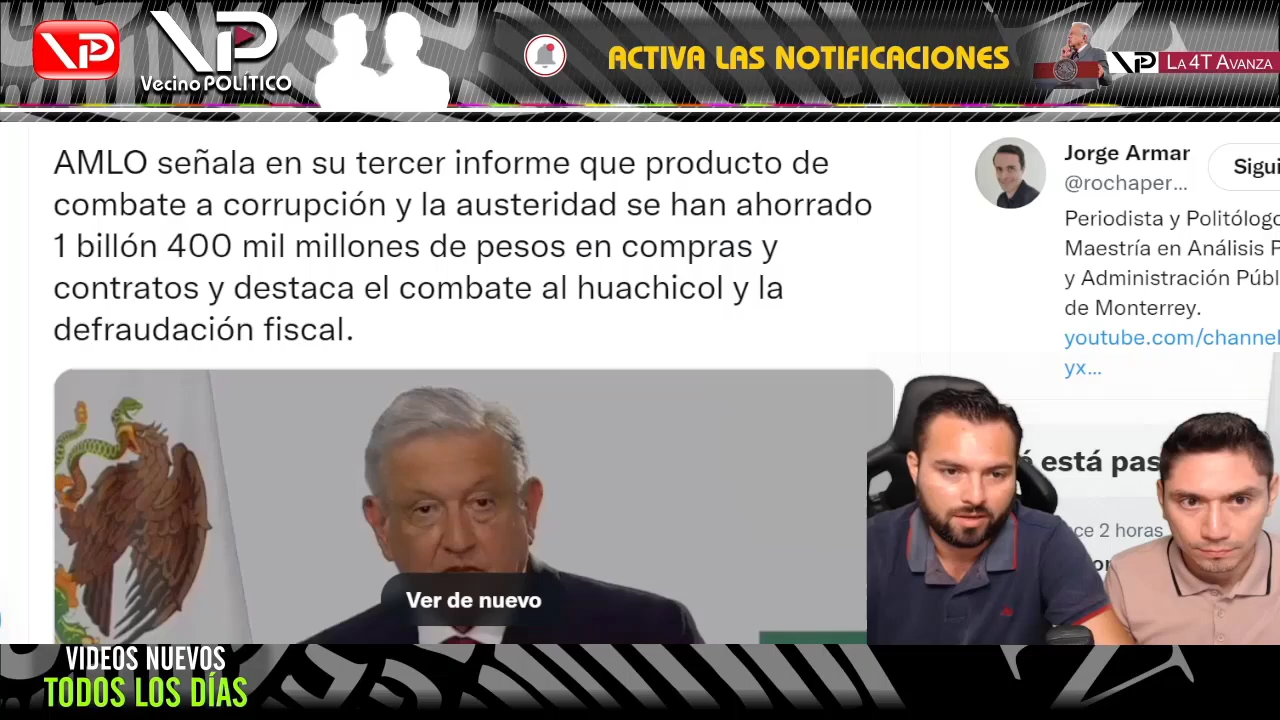 VP
VP
Vecino POLÍTICO
ACTIVA LAS NOTIFICACIONES
VP LA 4T AVANZA
AMLO señala en su tercer informe que producto de
combate a corrupción y la austeridad se han ahorrado
1 billón 400 mil millones de pesos en compras y
contratos y destaca el combate al huachicol y la
defraudación fiscal.
Ver de nuevo
Jorge Armar
@rochaper...
Sigui
Periodista y Politólogo
Maestría en Análisis P
y Administración Públ
de Monterrey.
youtube.com/channel
yx...
é está pas
ce 2 horas
VIDEOS NUEVOS
TODOS LOS DÍAS